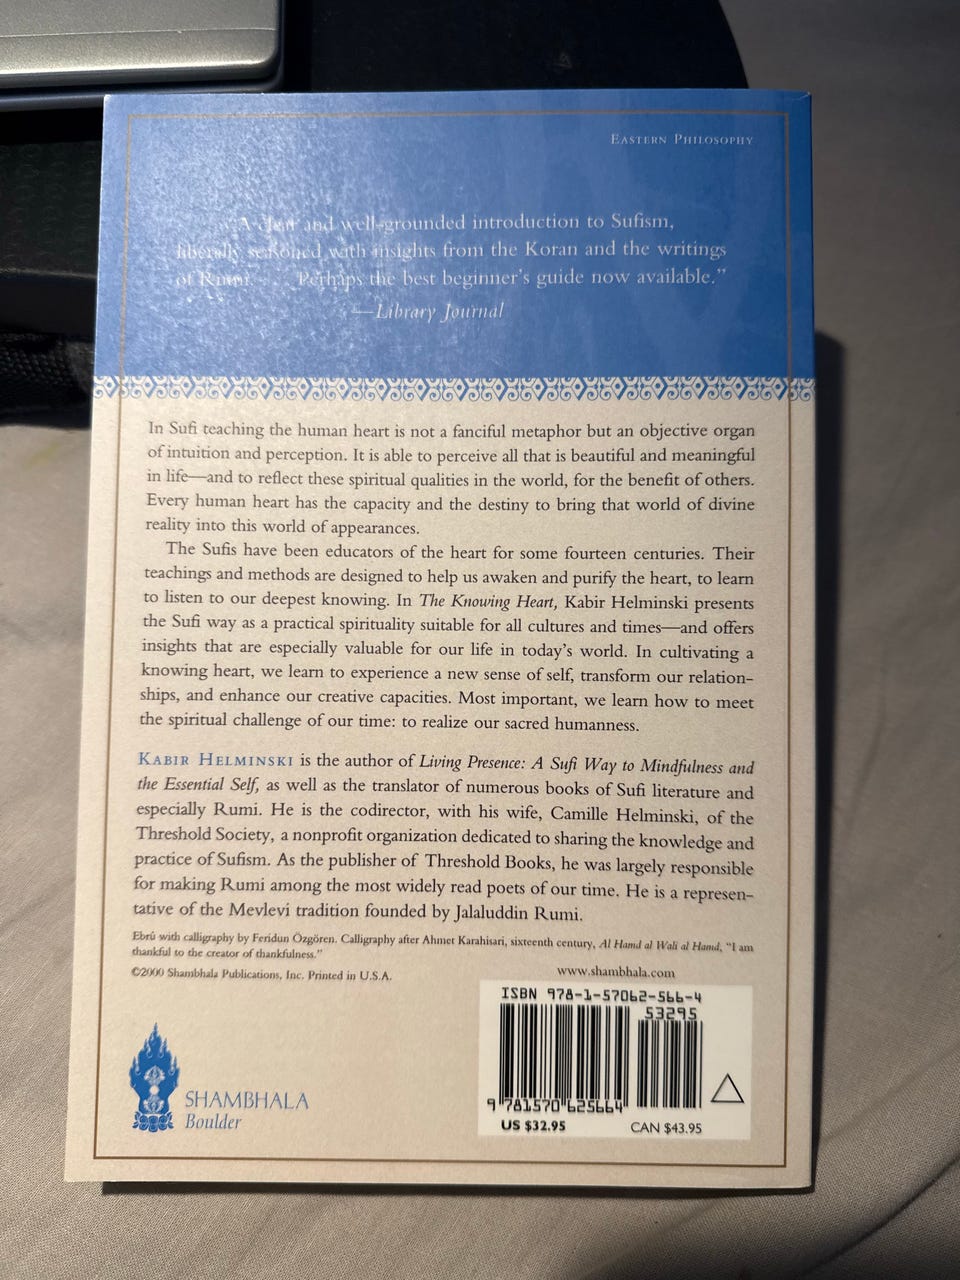 Eastern Philosophy
"A clear and well-grounded introduction to Sufism,
liberally seasoned with insights from the Koran and the writings
of Rumi. . . . Perhaps the best beginner's guide now available."
—Library Journal
In Sufi teaching the human heart is not a fanciful metaphor but an objective organ
of intuition and perception. It is able to perceive all that is beautiful and meaningful
in life—and to reflect these spiritual qualities in the world, for the benefit of others.
Every human heart has the capacity and the destiny to bring that world of divine
reality into this world of appearances.
The Sufis have been educators of the heart for some fourteen centuries. Their
teachings and methods are designed to help us awaken and purify the heart, to learn
to listen to our deepest knowing. In The Knowing Heart, Kabir Helminski presents
the Sufi way as a practical spirituality suitable for all cultures and times—and offers
insights that are especially valuable for our life in today's world. In cultivating a
knowing heart, we learn to experience a new sense of self, transform our relation-
ships, and enhance our creative capacities. Most important, we learn how to meet
the spiritual challenge of our time: to realize our sacred humanness.
Kabir Helminski is the author of Living Presence: A Sufi Way to Mindfulness and
the Essential Self, as well as the translator of numerous books of Sufi literature and
especially Rumi. He is the codirector, with his wife, Camille Helminski, of the
Threshold Society, a nonprofit organization dedicated to sharing the knowledge and
practice of Sufism. As the publisher of Threshold Books, he was largely responsible
for making Rumi among the most widely read poets of our time. He is a represen-
tative of the Mevlevi tradition founded by Jalaluddin Rumi.
Ebrû with calligraphy by Feridun Özgören. Calligraphy after Ahmet Karahisari, sixteenth century, Al Hamd al Wali al Hamd, "I am
thankful to the creator of thankfulness."
©2000 Shambhala Publications, Inc. Printed in U.S.A.
www.shambhala.com
ISBN 978-1-57062-566-4
53295
9 781570 625664
US $32.95 CAN $43.95
SHAMBHALA
Boulder